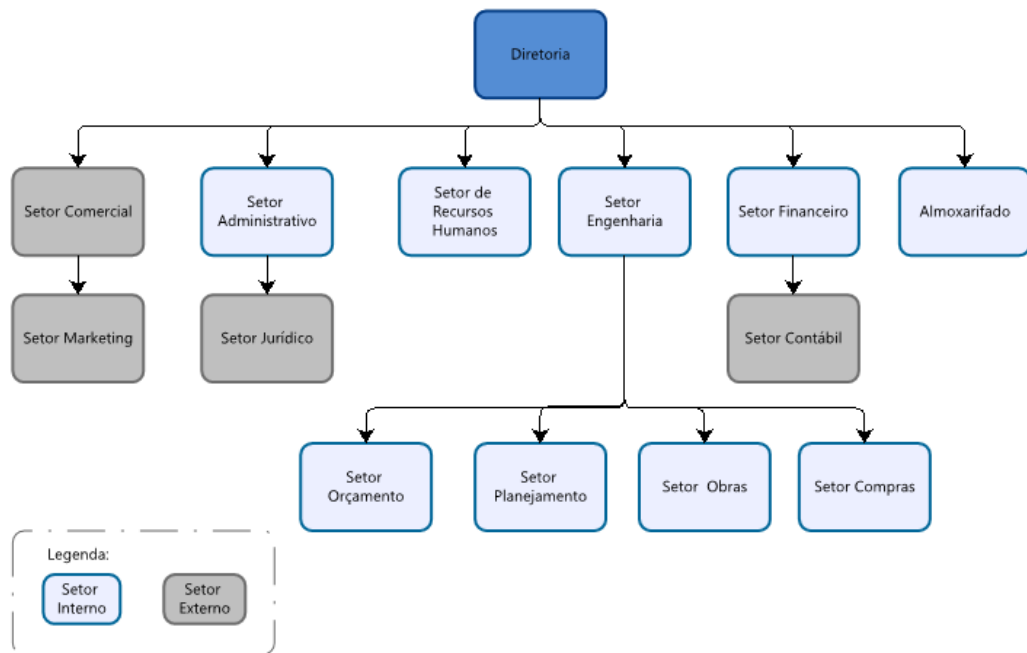 Diretoria
Setor Comercial
Setor
Administrativo
Setor de
Recursos
Humanos
Setor
Engenharia
Setor Financeiro
Almoxarifado
Setor Marketing
Setor Jurídico
Setor Contábil
Setor
Orçamento
Setor
Planejamento
Setor Obras
Setor Compras
Legenda:
Setor
Interno
Setor
Externo